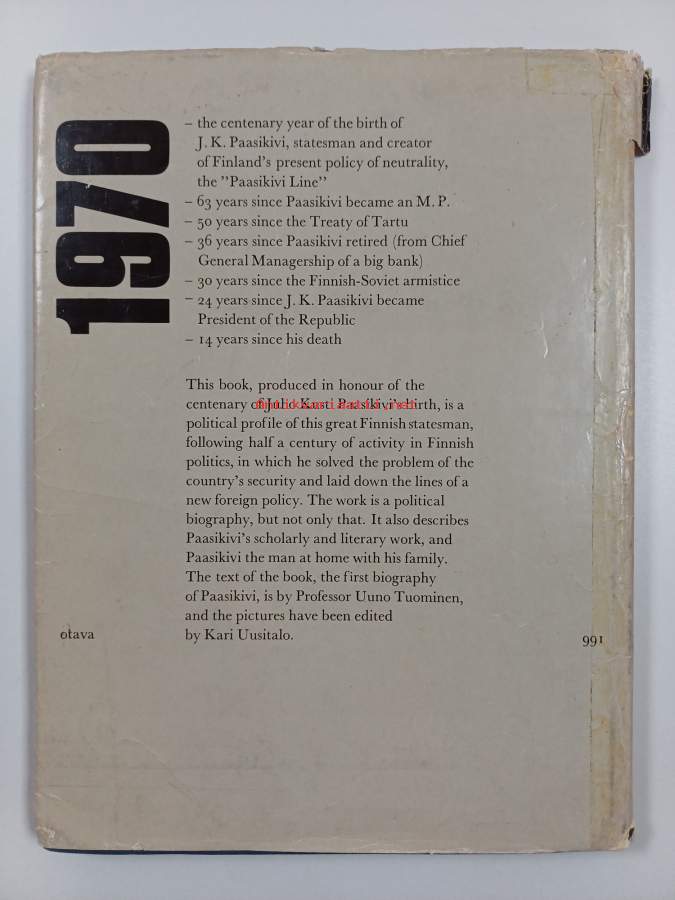 1970
– the centenary year of the birth of
J. K. Paasikivi, statesman and creator
of Finland's present policy of neutrality,
the "Paasikivi Line"
– 63 years since Paasikivi became an M. P.
– 50 years since the Treaty of Tartu
– 36 years since Paasikivi retired (from Chief
General Managership of a big bank)
– 30 years since the Finnish-Soviet armistice
– 24 years since J. K. Paasikivi became
President of the Republic
– 14 years since his death
This book, produced in honour of the
centenary of Juho Kusti Paasikivi's birth, is a
political profile of this great Finnish statesman,
following half a century of activity in Finnish
politics, in which he solved the problem of the
country's security and laid down the lines of a
new foreign policy. The work is a political
biography, but not only that. It also describes
Paasikivi's scholarly and literary work, and
Paasikivi the man at home with his family.
The text of the book, the first biography
of Paasikivi, is by Professor Uuno Tuominen,
and the pictures have been edited
by Kari Uusitalo.
otava
991